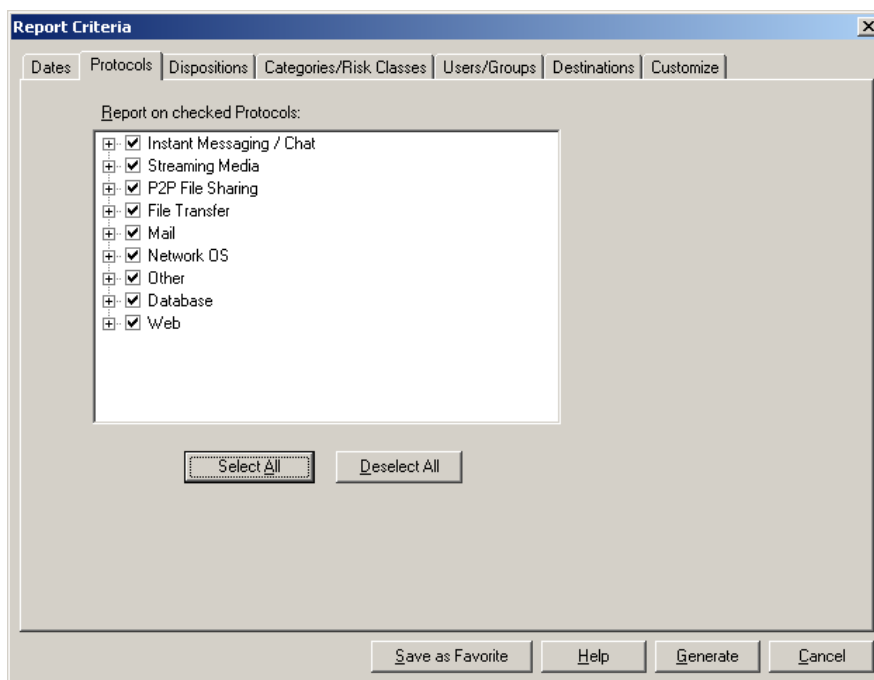 Report Criteria
Dates Protocols Dispositions Categories/Risk Classes Users/Groups Destinations Customize
Report on checked Protocols:
Instant Messaging / Chat
Streaming Media
P2P File Sharing
File Transfer
Mail
Network OS
Other
Database
Web
Select All Deselect All
Save as Favorite Help Generate Cancel